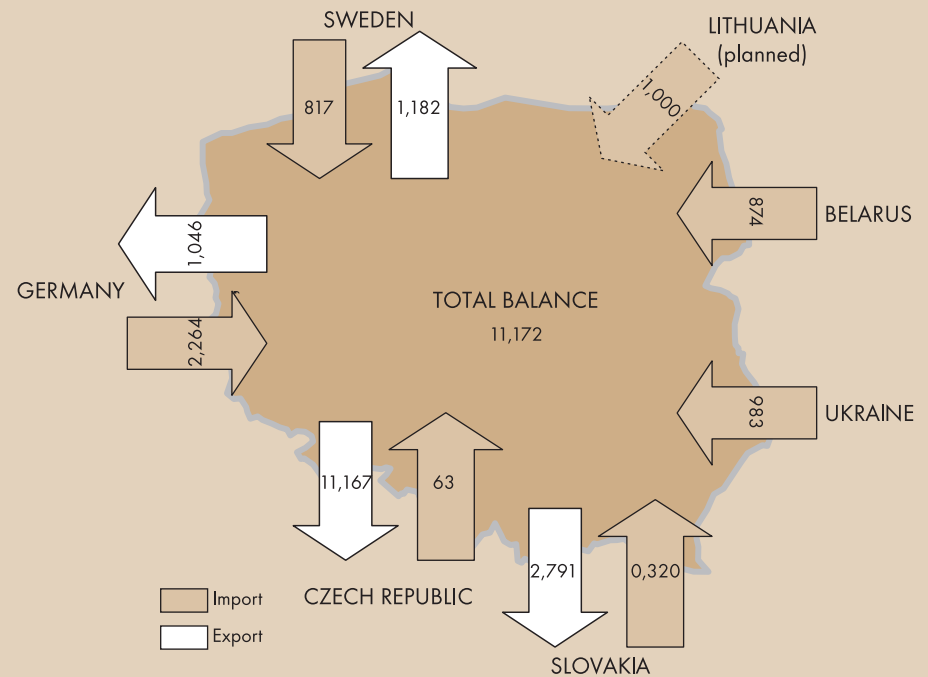 SWEDEN
817
1,182
LITHUANIA
(planned)
1,000
874
BELARUS
1,046
GERMANY
2,264
TOTAL BALANCE
11,172
983
UKRAINE
11,167
63
CZECH REPUBLIC
2,791
0,320
SLOVAKIA
Import
Export